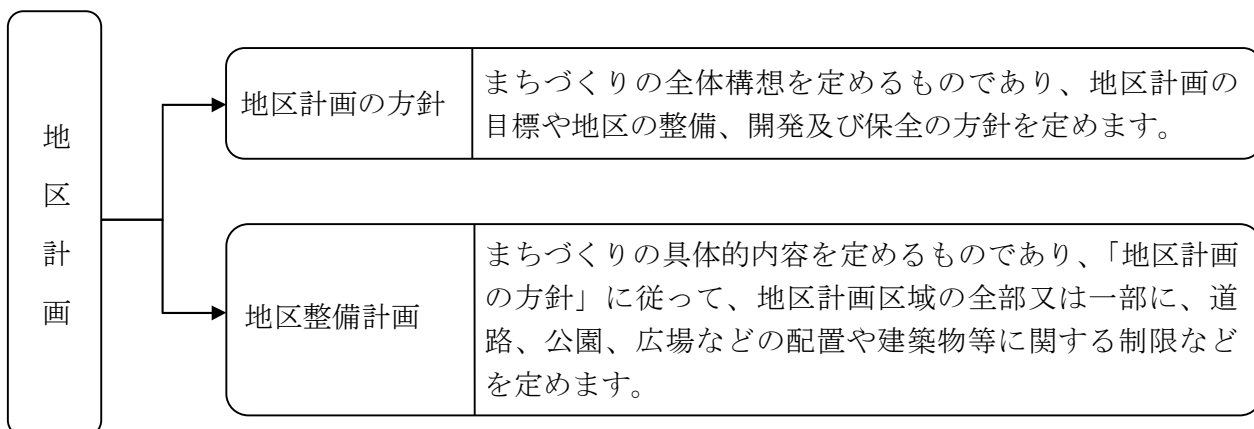 地区計画
地区計画の方針
まちづくりの全体構想を定めるものであり、地区計画の
目標や地区の整備、開発及び保全の方針を定めます。
地区整備計画
まちづくりの具体的内容を定めるものであり、「地区計画
の方針」に従って、地区計画区域の全部又は一部に、道
路、公園、広場などの配置や建築物等に関する制限など
を定めます。